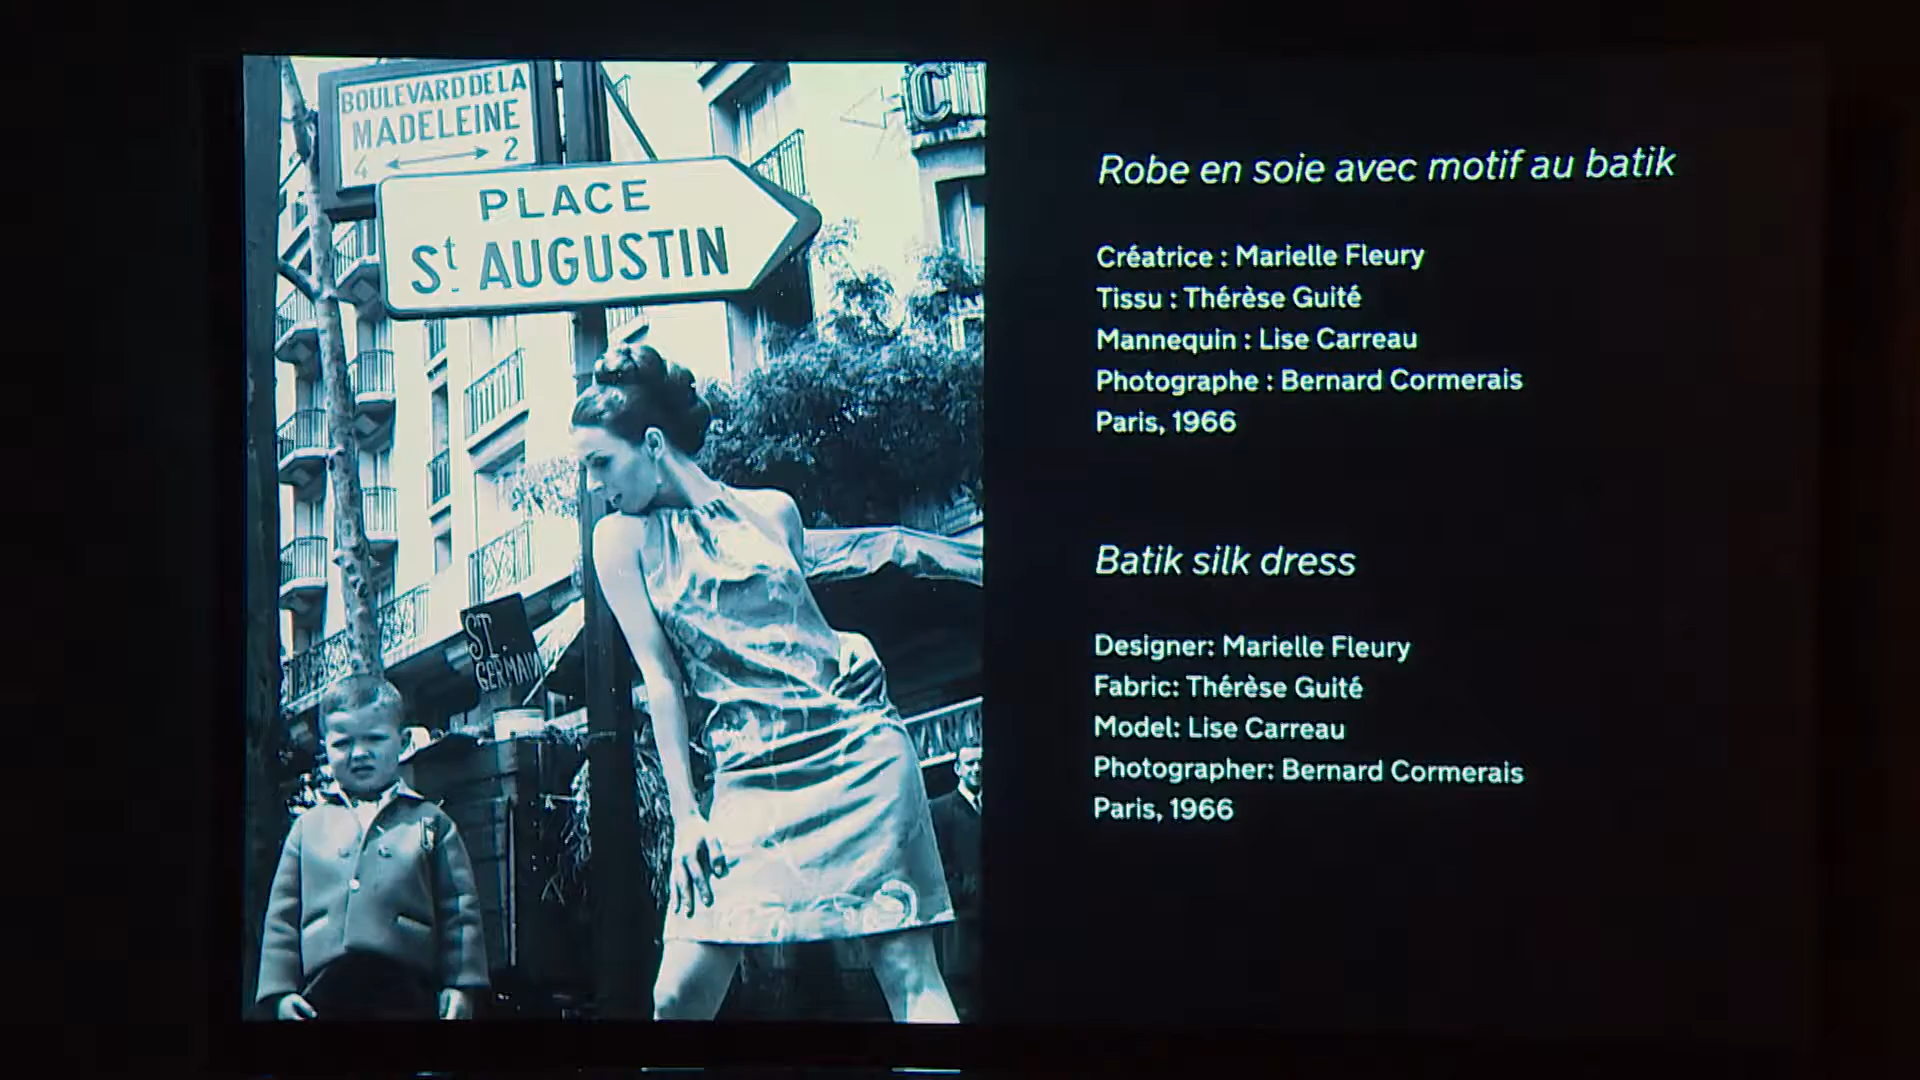 BOULEVARD DE LA
MADELEINE
4 2
PLACE
St AUGUSTIN
ST.
GERMAIN
Robe en soie avec motif au batik
Créatrice : Marielle Fleury
Tissu : Thérèse Guité
Mannequin : Lise Carreau
Photographe : Bernard Cormerais
Paris, 1966
Batik silk dress
Designer: Marielle Fleury
Fabric: Thérèse Guité
Model: Lise Carreau
Photographer: Bernard Cormerais
Paris, 1966